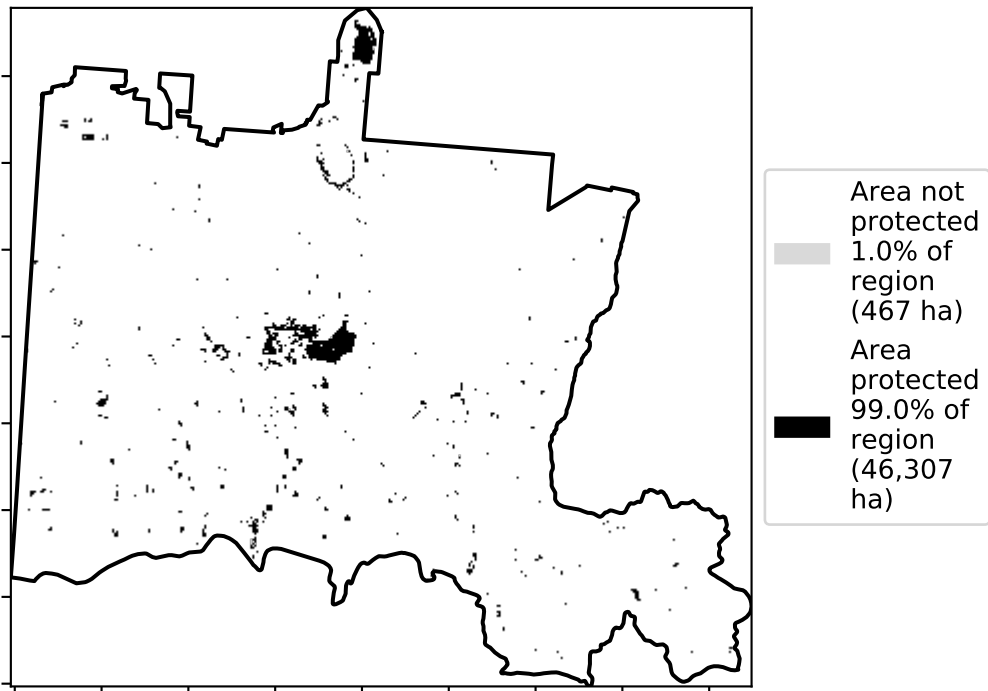 Area not
protected
1.0% of
region
(467 ha)
Area
protected
99.0% of
region
(46,307
ha)